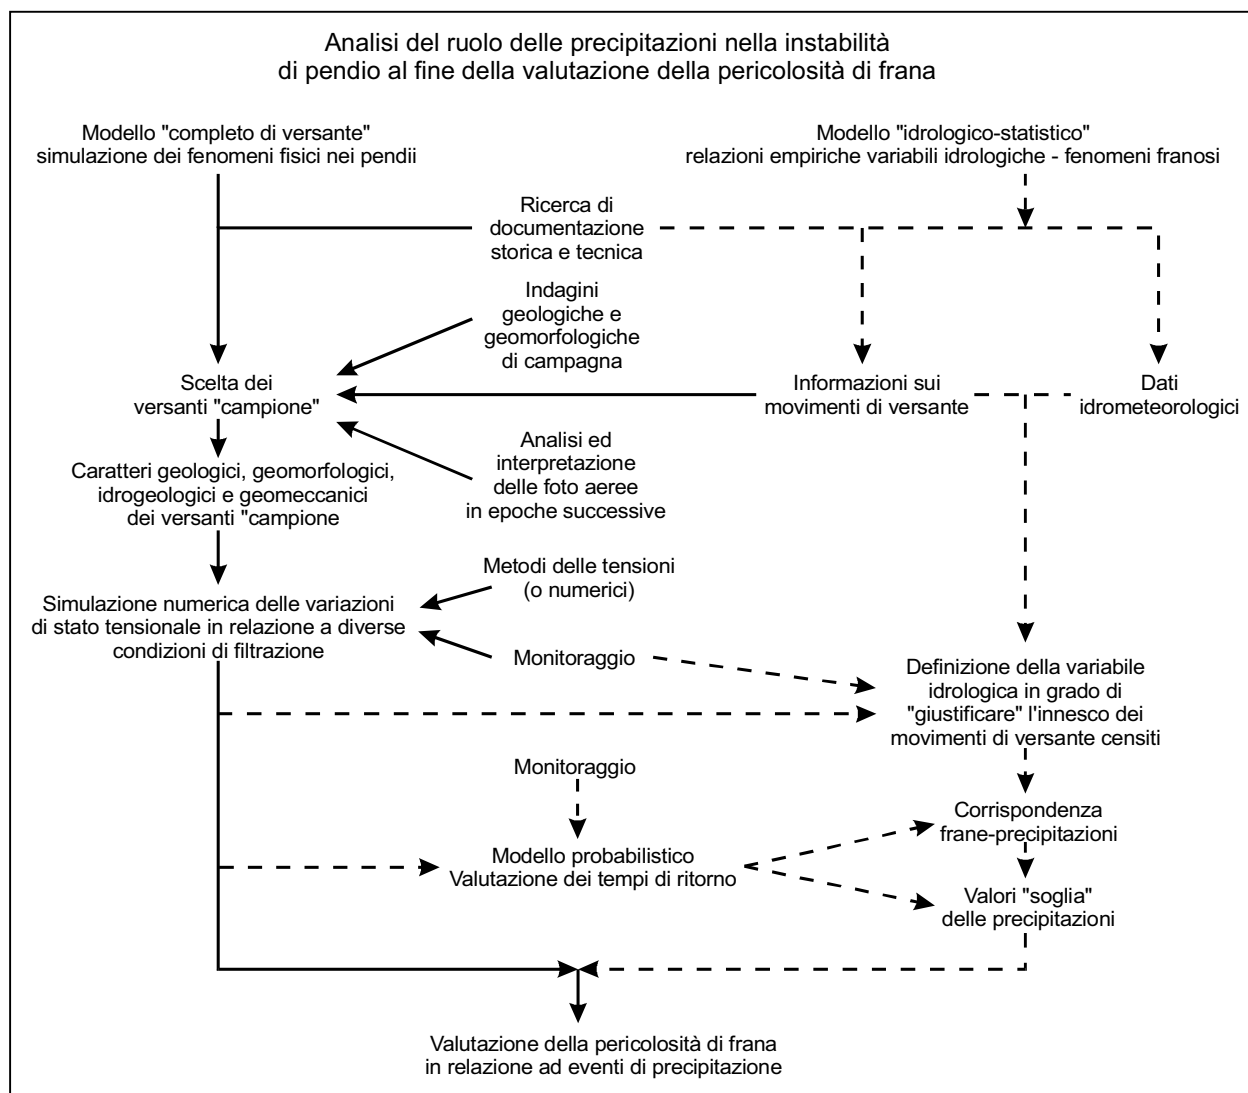 Analisi del ruolo delle precipitazioni nella instabilità
di pendio al fine della valutazione della pericolosità di frana
Modello "completo di versante"
simulazione dei fenomeni fisici nei pendii
Modello "idrologico-statistico"
relazioni empiriche variabili idrologiche - fenomeni franosi
Ricerca di
documentazione
storica e tecnica
Indagini
geologiche e
geomorfologiche
di campagna
Scelta dei
versanti "campione"
Informazioni sui
movimenti di versante
Dati
idrometeorologici
Analisi ed
interpretazione
delle foto aeree
in epoche successive
Caratteri geologici, geomorfologici,
idrogeologici e geomeccanici
dei versanti "campione
Metodi delle tensioni
(o numerici)
Simulazione numerica delle variazioni
di stato tensionale in relazione a diverse
condizioni di filtrazione
Monitoraggio
Definizione della variabile
idrologica in grado di
"giustificare" l'innesco dei
movimenti di versante censiti
Monitoraggio
Corrispondenza
frane-precipitazioni
Modello probabilistico
Valutazione dei tempi di ritorno
Valori "soglia"
delle precipitazioni
Valutazione della pericolosità di frana
in relazione ad eventi di precipitazione